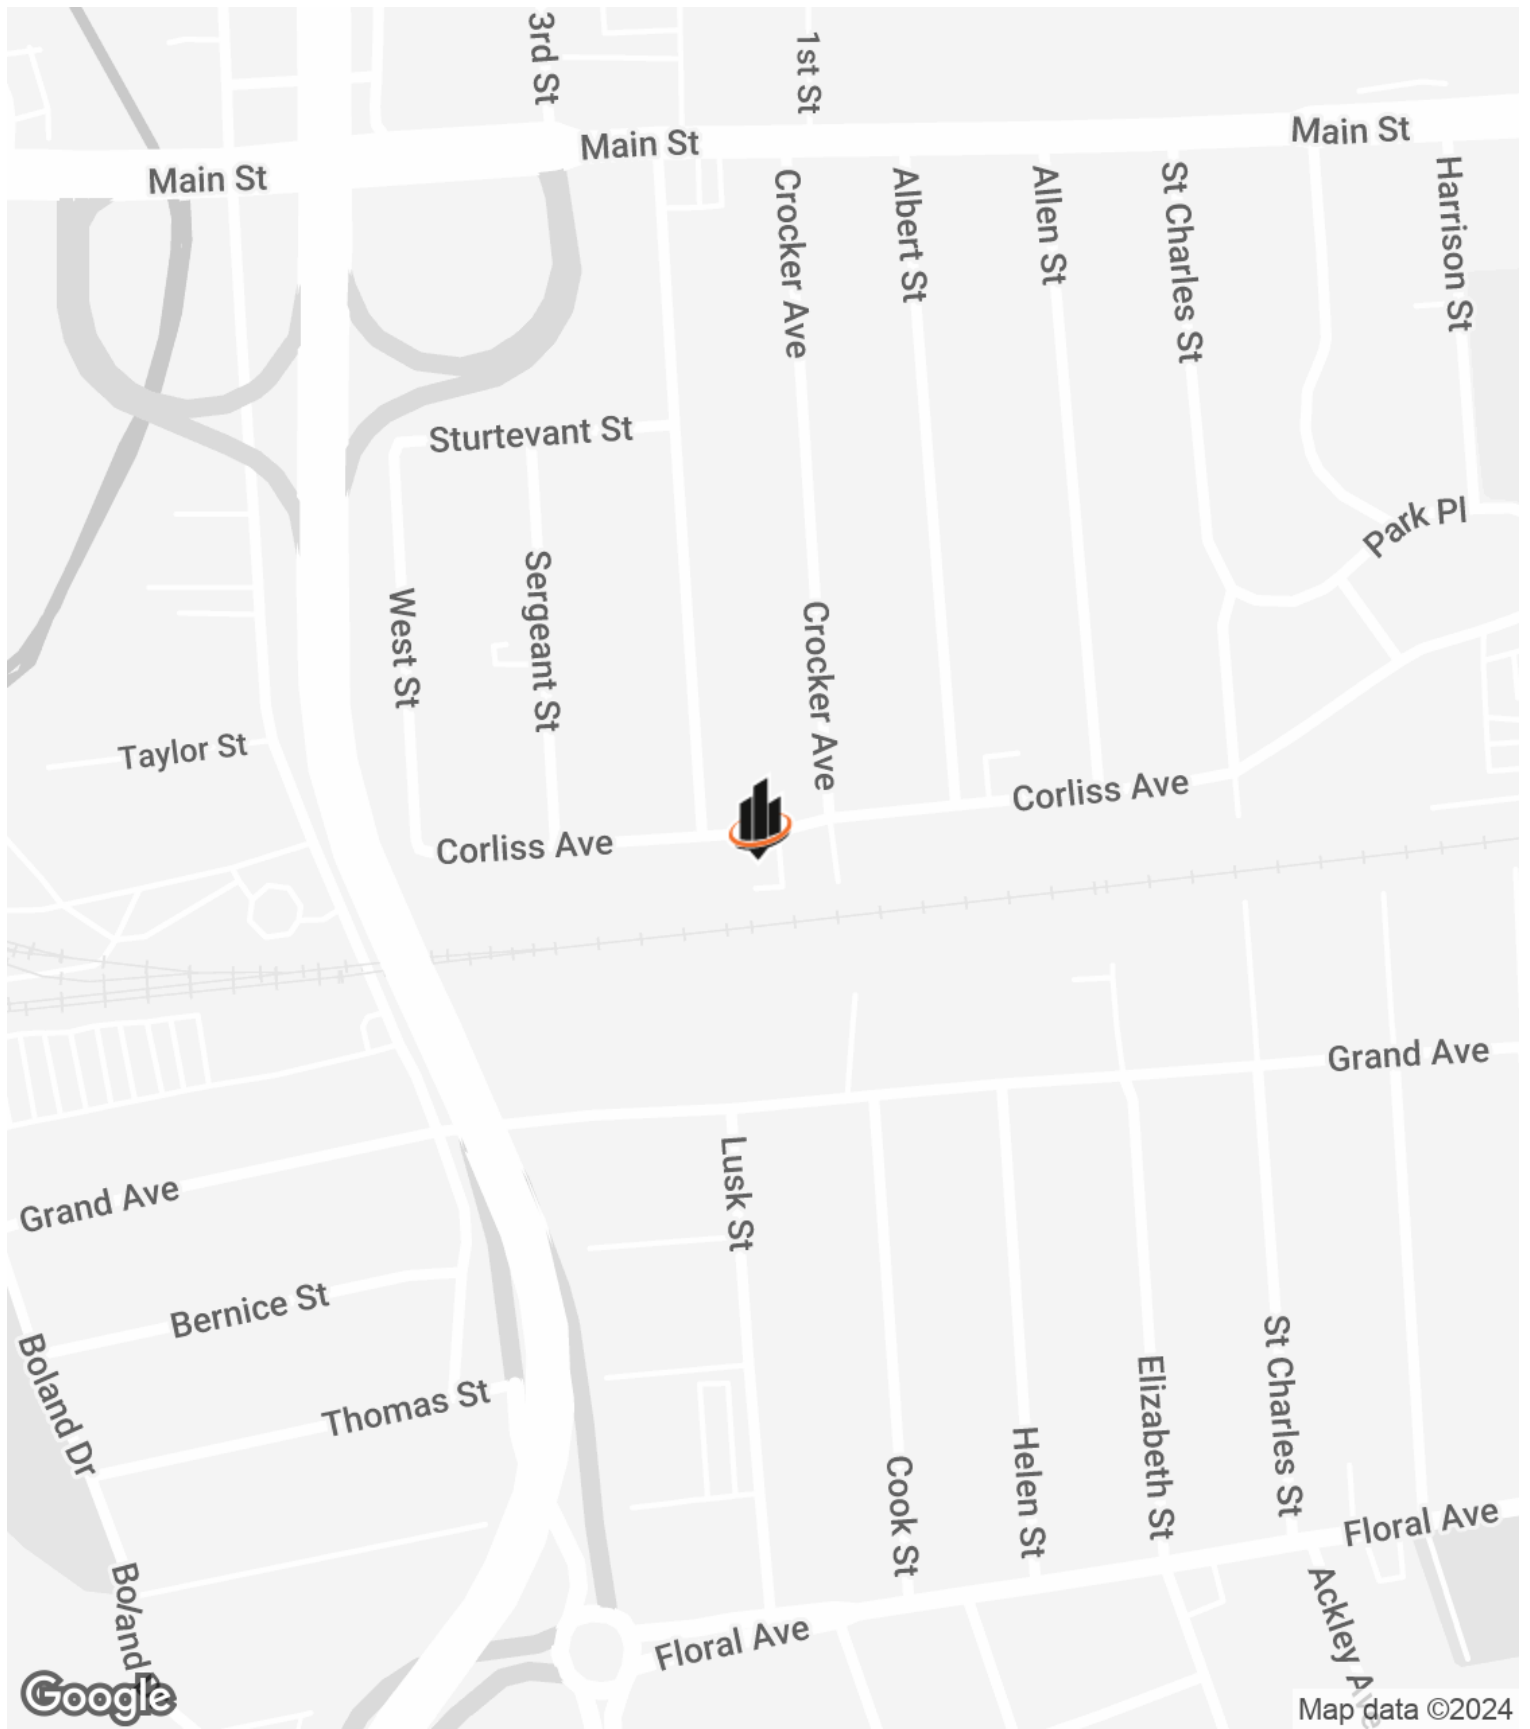 3rd St
1st St
Main St
Main St
Main St
Crocker Ave
Albert St
Allen St
St Charles St
Harrison St
Sturtevant St
Park Pl
West St
Sergeant St
Crocker Ave
Taylor St
Corliss Ave
Corliss Ave
Grand Ave
Grand Ave
Lusk St
Bernice St
Boland Dr
Thomas St
Cook St
Helen St
Elizabeth St
St Charles St
Floral Ave
Boland
Floral Ave
Ackley Ave
Google
Map data ©2024